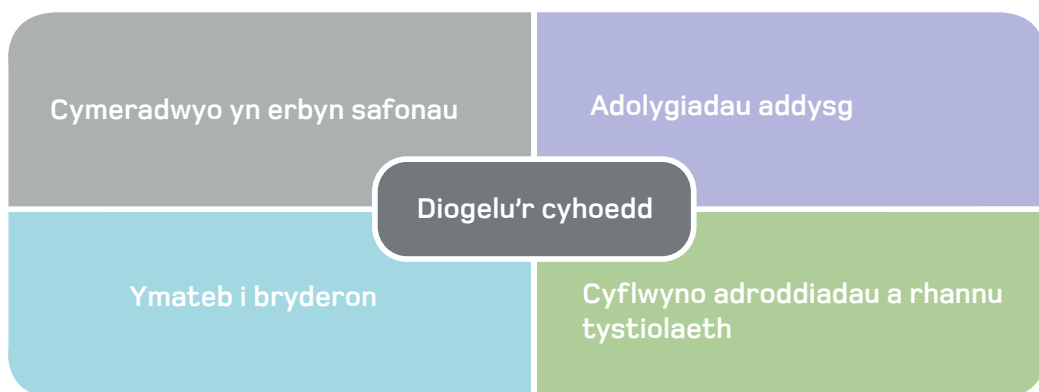 Cymeradwyo yn erbyn safonau
Adolygiadau addysg
Diogelu'r cyhoedd
Ymateb i bryderon
Cyflwyno adroddiadau a rhannu
tystiolaeth